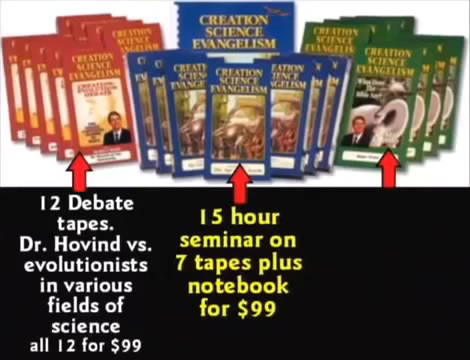 CREATION
SCIENCE
EVANGELISM
CREATION
SCIENCE
EVANGELISM
CREATION
SCIENCE
EVANGELISM
CREATION
SCIENCE
EVANGELISM
12 Debate
tapes.
Dr. Hovind vs.
evolutionists
in various
fields of
science
all 12 for $99
15 hour
seminar on
7 tapes plus
notebook
for $99